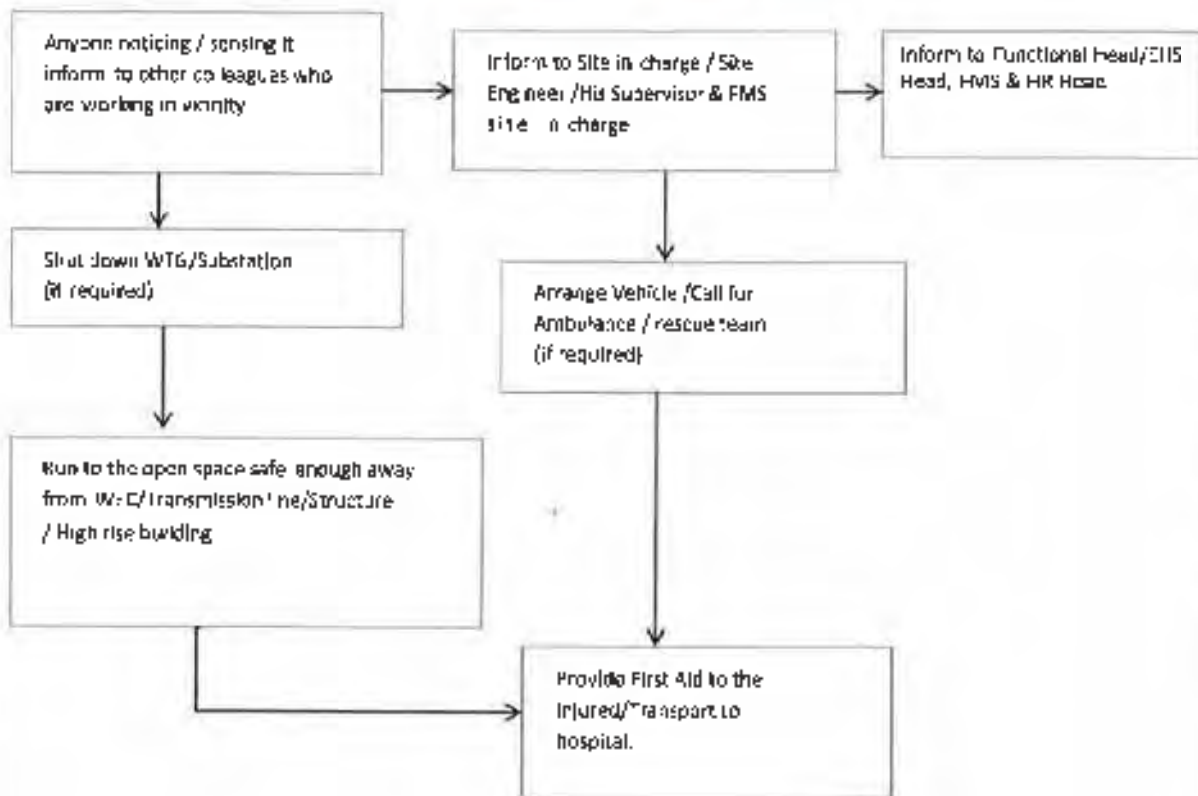 Anyone noticing / sensing it
inform to other colleagues who
are working in vicinity
Inform to Site in charge / Site
Engineer /His Supervisor & FMS
site in charge
Inform to Functional Head/EHS
Head, & HR Head
Shut down WTG/Substation
(if required)
Arrange Vehicle /Call for
Ambulance / rescue team
(if required)
Run to the open space safe enough away
from /Transmission line/Structure
/ High rise building
Provide First Aid to the
Injured/Transport to
hospital.